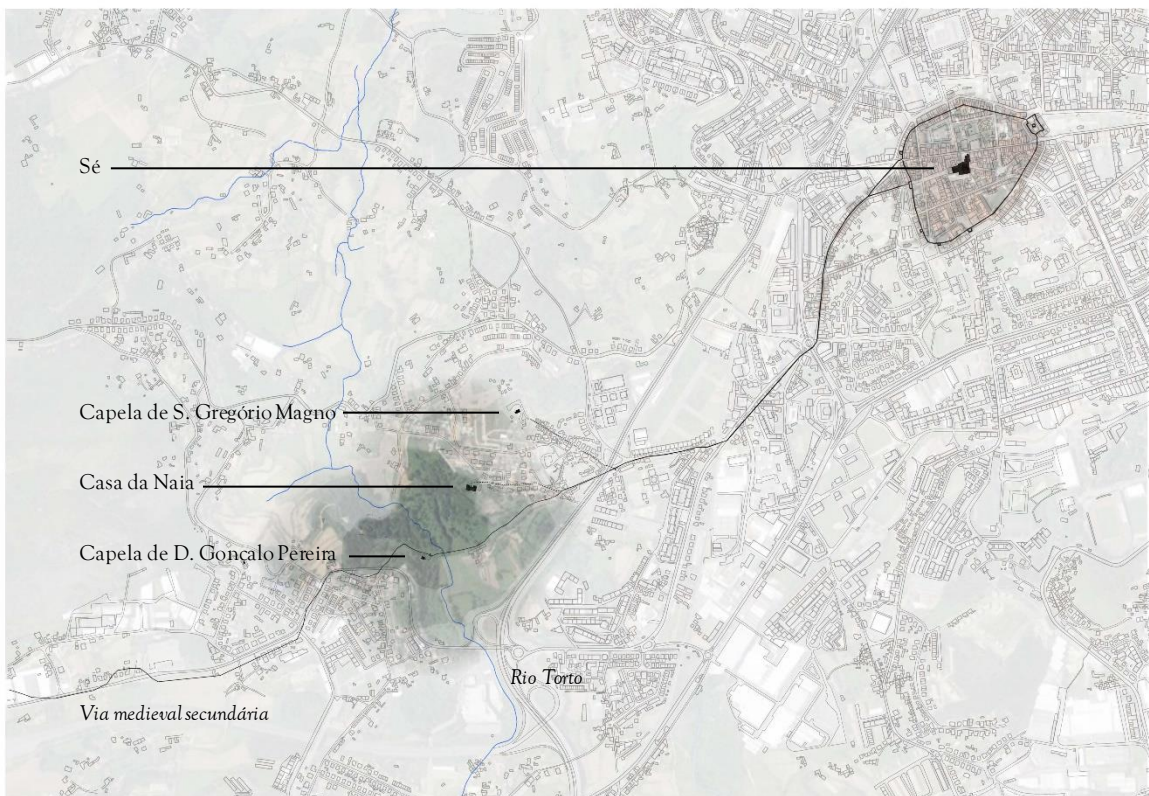 Sé
Capela de S. Gregório Magno
Casa da Naia
Capela de D. Gonçalo Pereira
Rio Torto
Via medieval secundária